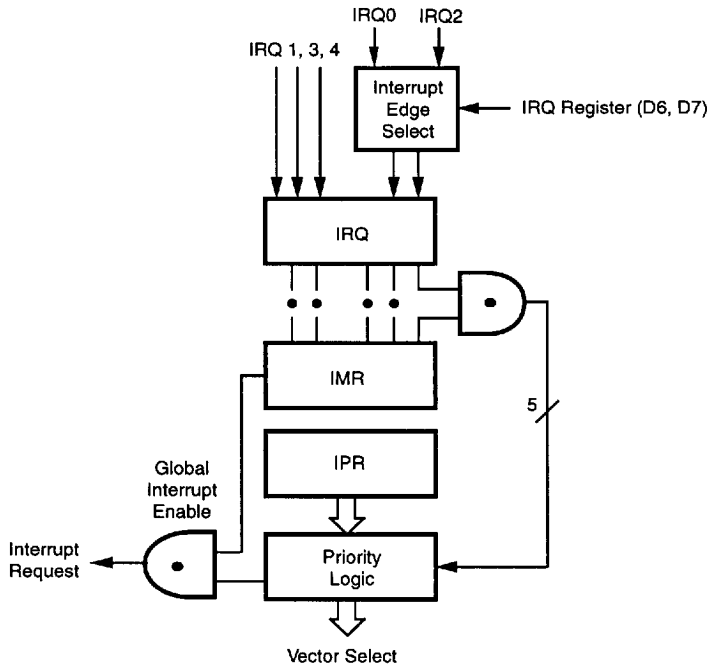 IRQ0 IRQ2
IRQ 1, 3, 4
Interrupt
Edge
Select
IRQ Register (D6, D7)
IRQ
IMR
5
IPR
Global
Interrupt
Enable
Interrupt
Request
Priority
Logic
Vector Select